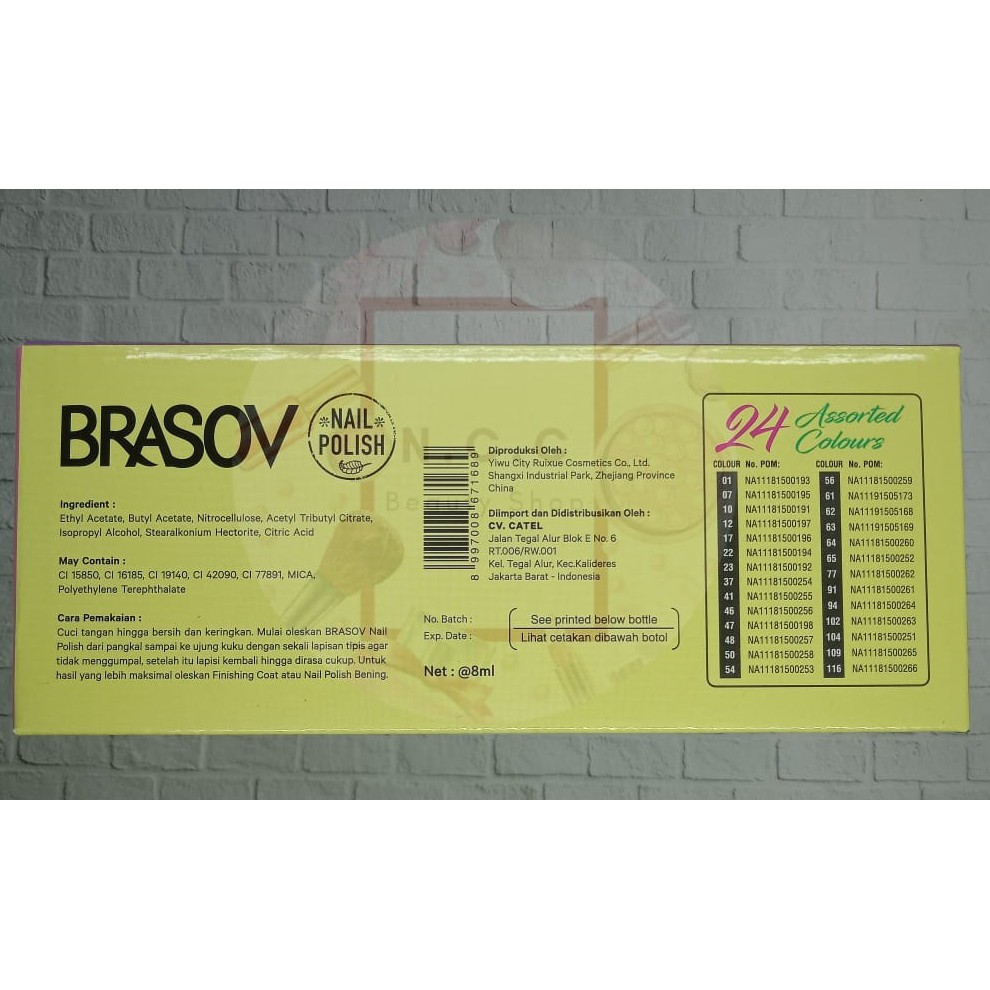 BRASOV
*NAIL*
POLISH
Ingredient :
Ethyl Acetate, Butyl Acetate, Nitrocellulose, Acetyl Tributyl Citrate,
Isopropyl Alcohol, Stearalkonium Hectorite, Citric Acid
May Contain :
CI 15850, CI 16185, CI 19140, CI 42090, CI 77891, MICA,
Polyethylene Terephthalate
Cara Pemakaian :
Cuci tangan hingga bersih dan keringkan. Mulai oleskan BRASOV Nail
Polish dari pangkal sampai ke ujung kuku dengan sekali lapisan tipis agar
tidak menggumpal, setelah itu lapisi kembali hingga dirasa cukup. Untuk
hasil yang lebih maksimal oleskan Finishing Coat atau Nail Polish Bening.
8 997008 671689
Diproduksi Oleh :
Yiwu City Ruixue Cosmetics Co., Ltd.
Shangxi Industrial Park, Zhejiang Province
China
Diimport dan Didistribusikan Oleh :
CV. CATEL
Jalan Tegal Alur Blok E No. 6
RT.006/RW.001
Kel. Tegal Alur, Kec.Kalideres
Jakarta Barat - Indonesia
No. Batch : See printed below bottle
Exp. Date : Lihat cetakan dibawah botol
Net : @8ml
24 Assorted
Colours
COLOUR No. POM: COLOUR No. POM:
01 NA11181500193 56 NA11181500259
07 NA11181500195 61 NA11191505173
10 NA11181500191 62 NA11191505168
12 NA11181500197 63 NA11191505169
17 NA11181500196 64 NA11181500260
22 NA11181500194 65 NA11181500252
23 NA11181500192 77 NA11181500262
37 NA11181500254 91 NA11181500261
41 NA11181500255 94 NA11181500264
46 NA11181500256 102 NA11181500263
47 NA11181500198 104 NA11181500251
48 NA11181500257 109 NA11181500265
50 NA11181500258 116 NA11181500266
54 NA11181500253
N.C.C
Beauty Shop